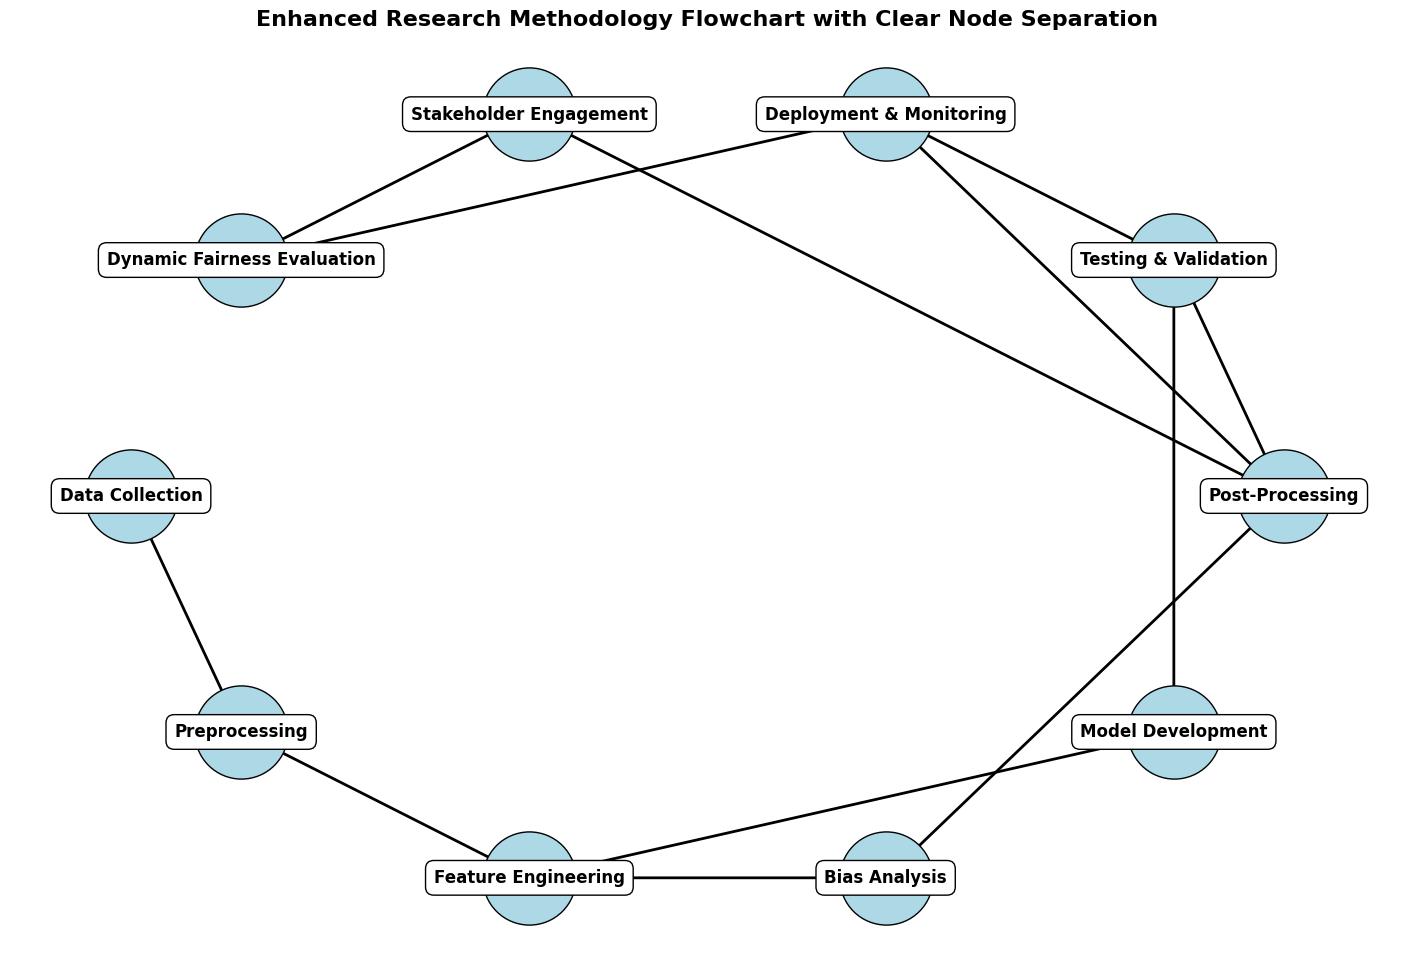 Enhanced Research Methodology Flowchart with Clear Node Separation
Stakeholder Engagement
Deployment & Monitoring
Dynamic Fairness Evaluation
Testing & Validation
Data Collection
Post-Processing
Preprocessing
Model Development
Feature Engineering
Bias Analysis